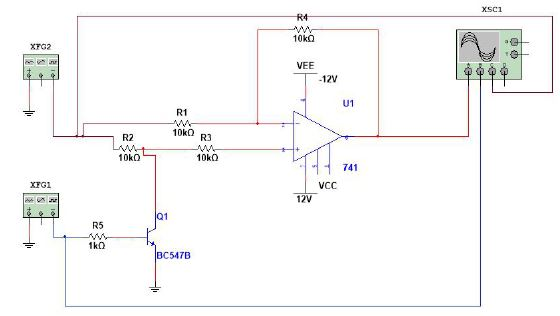 XSC1
R4
10kΩ
XFG2
VEE
-12V
U1
R1
10kΩ
R2
10kΩ
R3
10kΩ
741
VCC
12V
XFG1
Q1
R5
1kΩ
BC547B